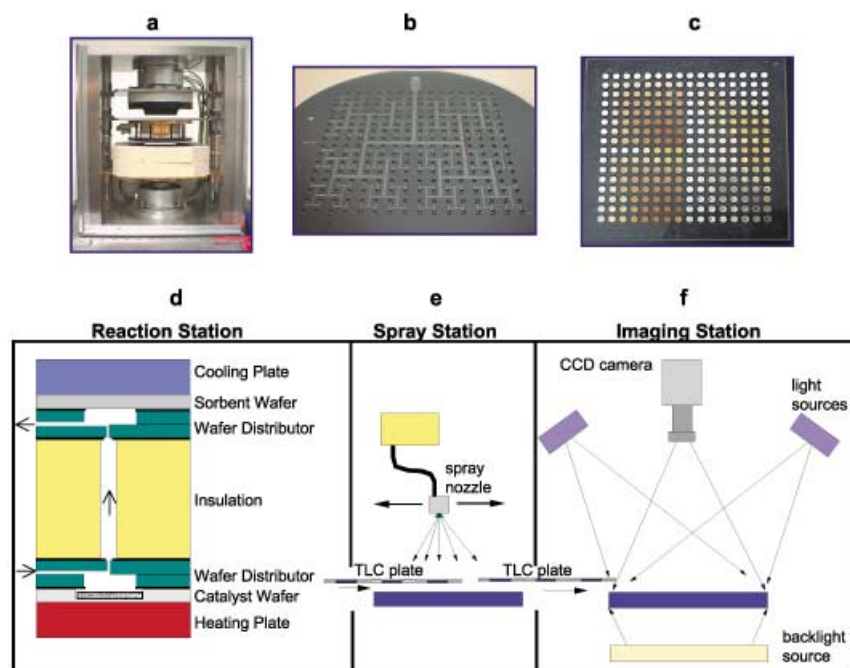 a
b
c
d
e
f
Reaction Station
Spray Station
Imaging Station
Cooling Plate
Sorbent Wafer
Wafer Distributor
Insulation
Wafer Distributor
Catalyst Wafer
Heating Plate
spray
nozzle
TLC plate
TLC plate
CCD camera
light
sources
backlight
source